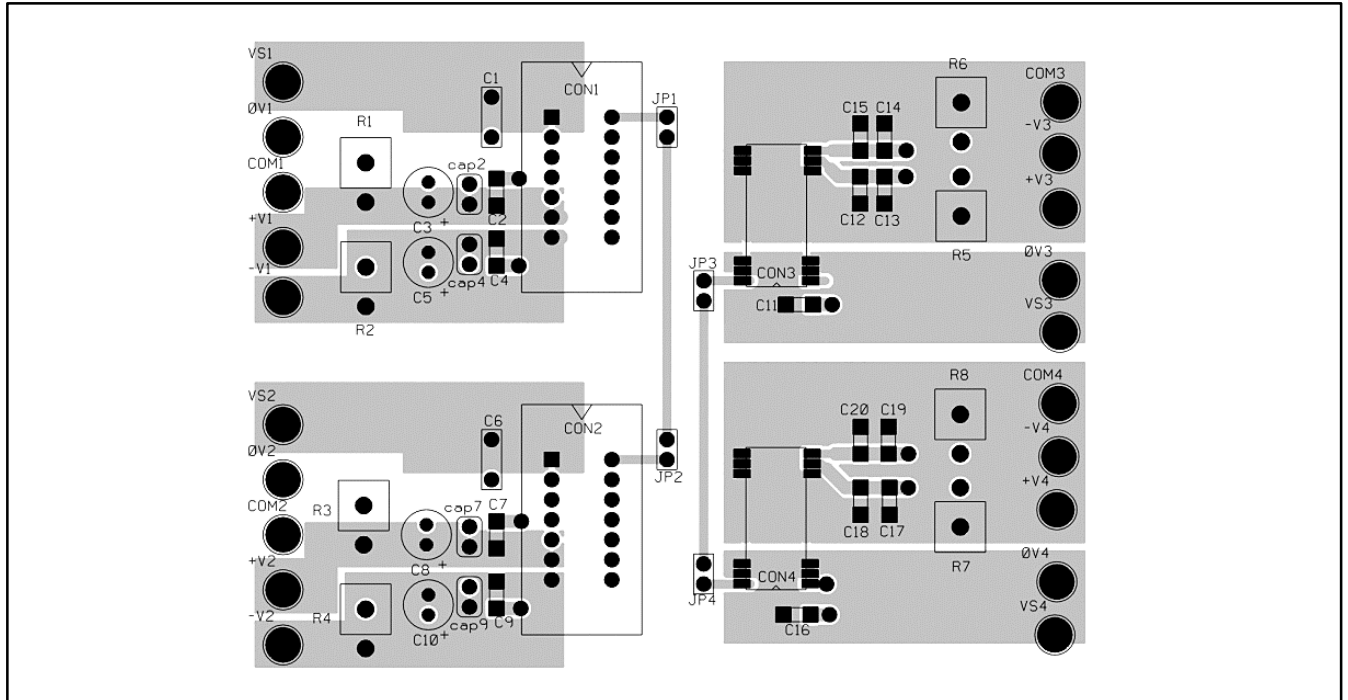 VS1
ØV1
COM1
+V1
-V1
R1
R2
C1
cap2
C2
C3
+
cap4
C4
C5
+
CON1
JP1
VS2
ØV2
COM2
+V2
-V2
R3
R4
C6
cap7
C7
C8
+
cap9
C9
C10
+
CON2
JP2
R6
COM3
C15 C14
-V3
+V3
C12 C13
R5
ØV3
JP3
CON3
C11
VS3
R8
COM4
C20 C19
-V4
+V4
C18 C17
R7
ØV4
JP4
CON4
VS4
C16